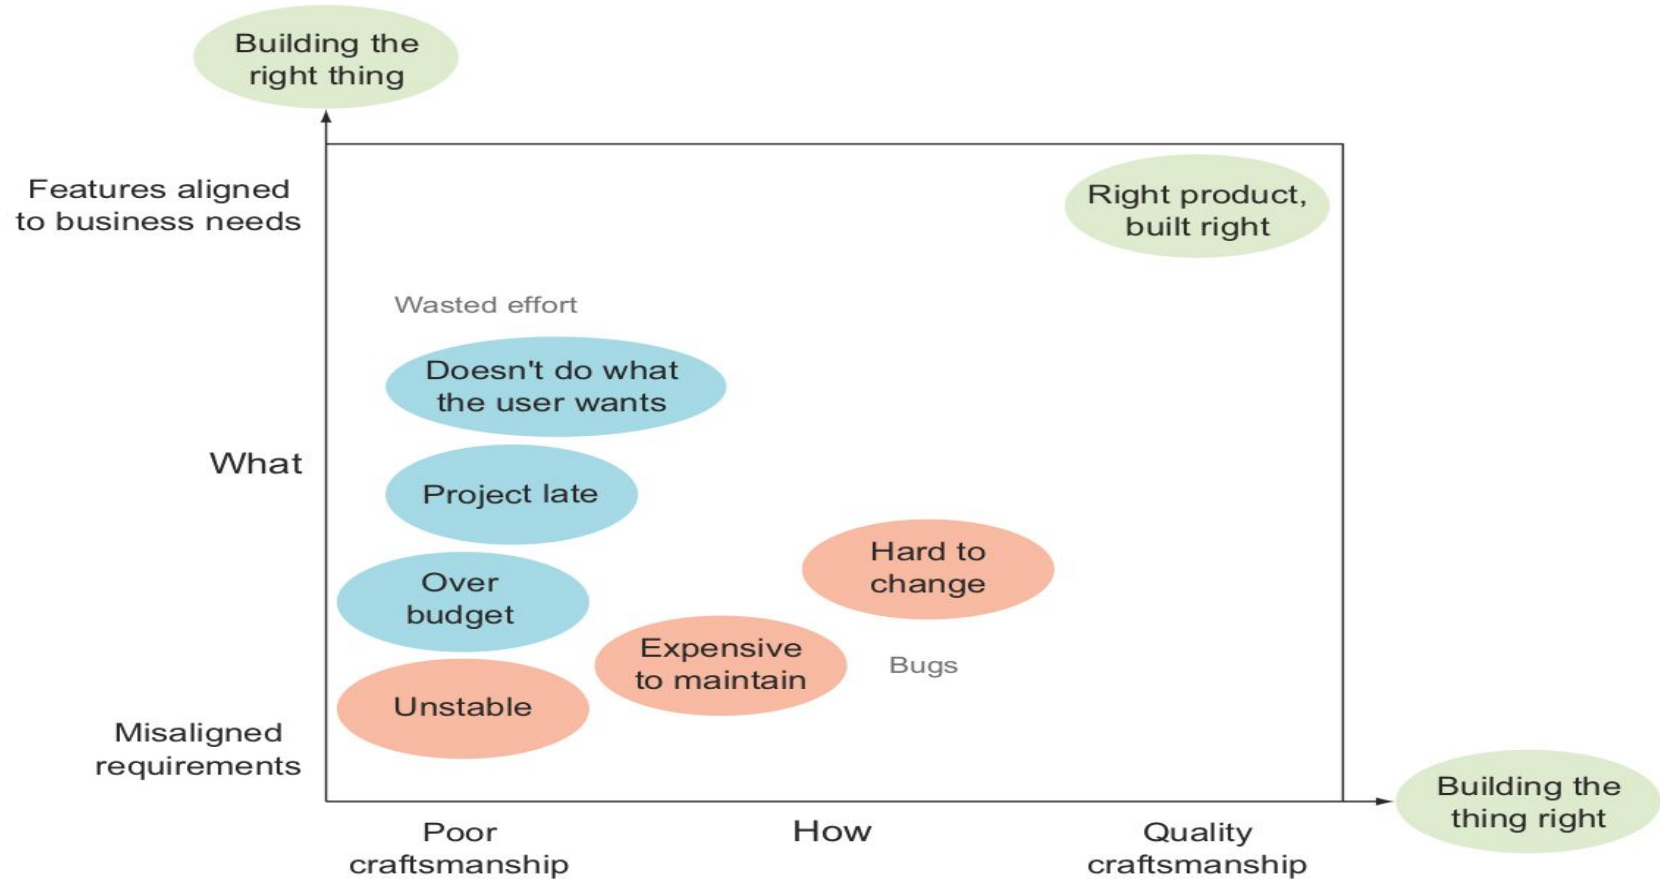 Building the
right thing
Features aligned
to business needs
Right product,
built right
Wasted effort
Doesn't do what
the user wants
What
Project late
Hard to
change
Over
budget
Expensive
to maintain
Bugs
Unstable
Misaligned
requirements
Building the
thing right
Poor
craftsmanship
How
Quality
craftsmanship